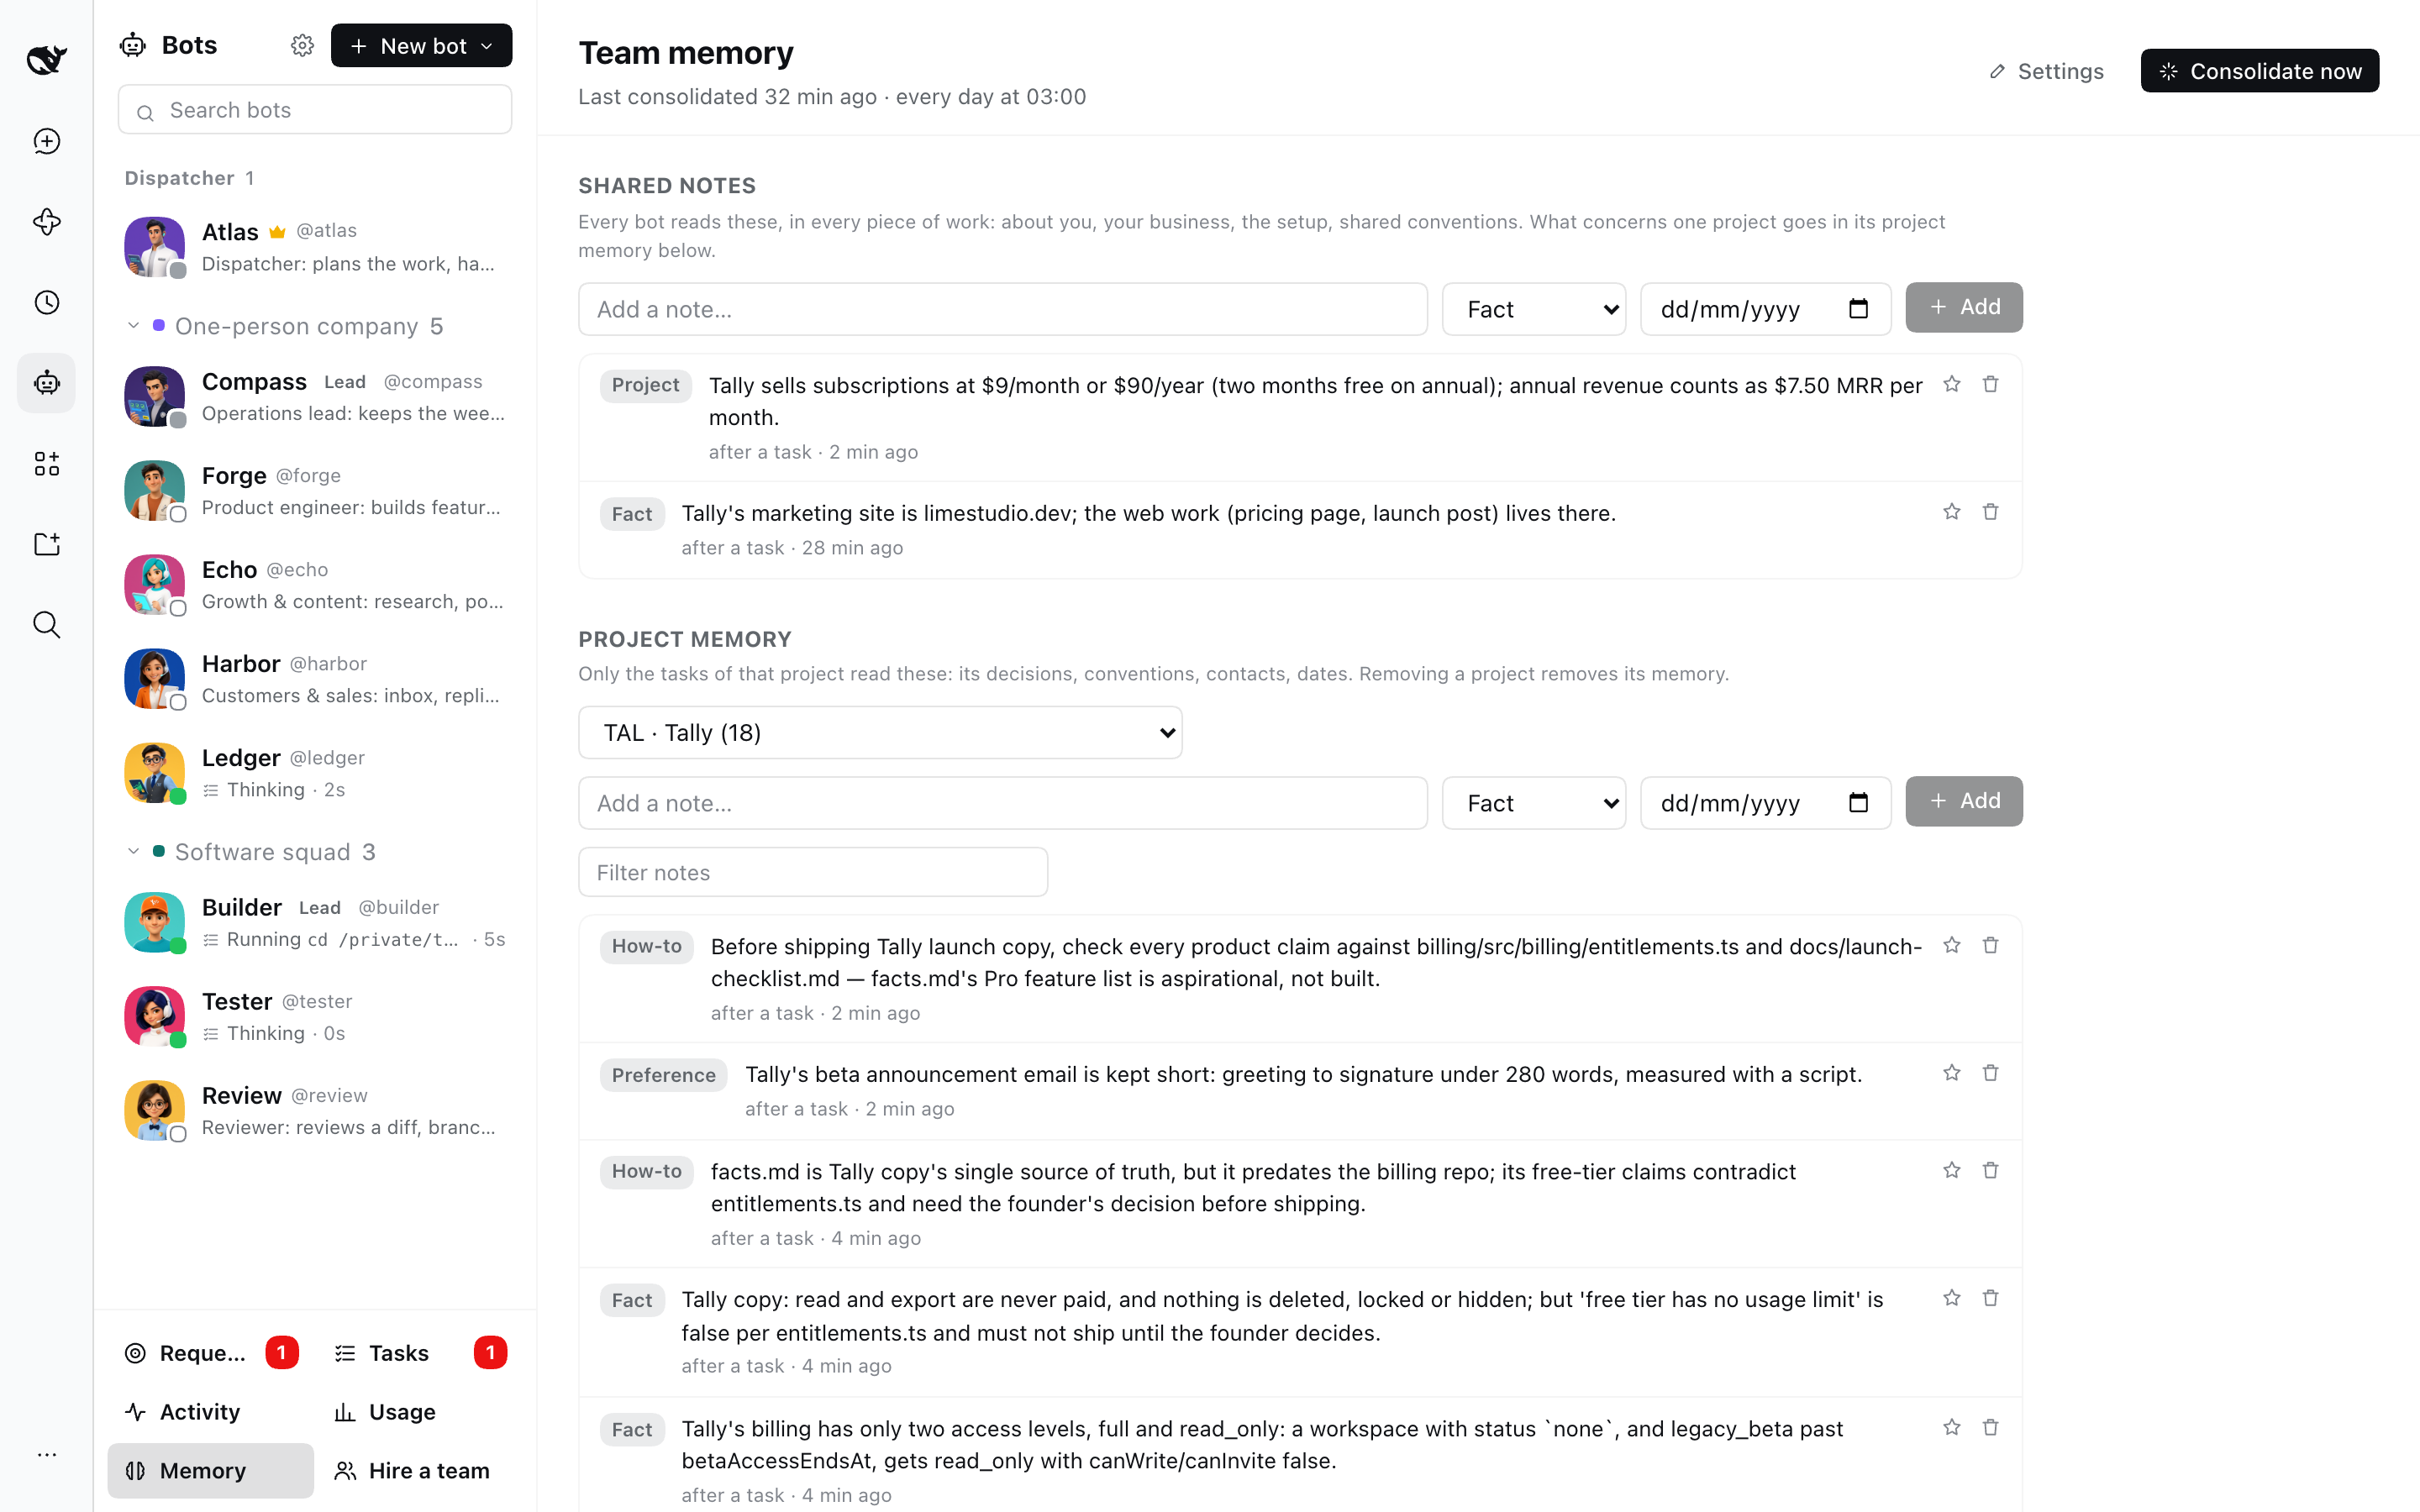 Bots
New bot
Search bots
Dispatcher 1
Atlas @atlas
Dispatcher: plans the work, ha...
One-person company 5
Compass Lead @compass
Operations lead: keeps the wee...
Forge @forge
Product engineer: builds featur...
Echo @echo
Growth & content: research, po...
Harbor @harbor
Customers & sales: inbox, repli...
Ledger @ledger
Thinking · 2s
Software squad 3
Builder Lead @builder
Running cd /private/t... · 5s
Tester @tester
Thinking · 0s
Review @review
Reviewer: reviews a diff, branc...
Reque... 1
Tasks 1
Activity
Usage
Memory
Hire a team
Team memory
Last consolidated 32 min ago · every day at 03:00
Settings
Consolidate now
SHARED NOTES
Every bot reads these, in every piece of work: about you, your business, the setup, shared conventions. What concerns one project goes in its project
memory below.
Add a note...
Fact
dd/mm/yyyy
+ Add
Project Tally sells subscriptions at $9/month or $90/year (two months free on annual); annual revenue counts as $7.50 MRR per
month.
after a task · 2 min ago
Fact Tally's marketing site is limestudio.dev; the web work (pricing page, launch post) lives there.
after a task · 28 min ago
PROJECT MEMORY
Only the tasks of that project read these: its decisions, conventions, contacts, dates. Removing a project removes its memory.
TAL · Tally (18)
Add a note...
Fact
dd/mm/yyyy
+ Add
Filter notes
How-to Before shipping Tally launch copy, check every product claim against billing/src/billing/entitlements.ts and docs/launch-
checklist.md — facts.md's Pro feature list is aspirational, not built.
after a task · 2 min ago
Preference Tally's beta announcement email is kept short: greeting to signature under 280 words, measured with a script.
after a task · 2 min ago
How-to facts.md is Tally copy's single source of truth, but it predates the billing repo; its free-tier claims contradict
entitlements.ts and need the founder's decision before shipping.
after a task · 4 min ago
Fact Tally copy: read and export are never paid, and nothing is deleted, locked or hidden; but 'free tier has no usage limit' is
false per entitlements.ts and must not ship until the founder decides.
after a task · 4 min ago
Fact Tally's billing has only two access levels, full and read_only: a workspace with status `none`, and legacy_beta past
betaAccessEndsAt, gets read_only with canWrite/canInvite false.
after a task · 4 min ago